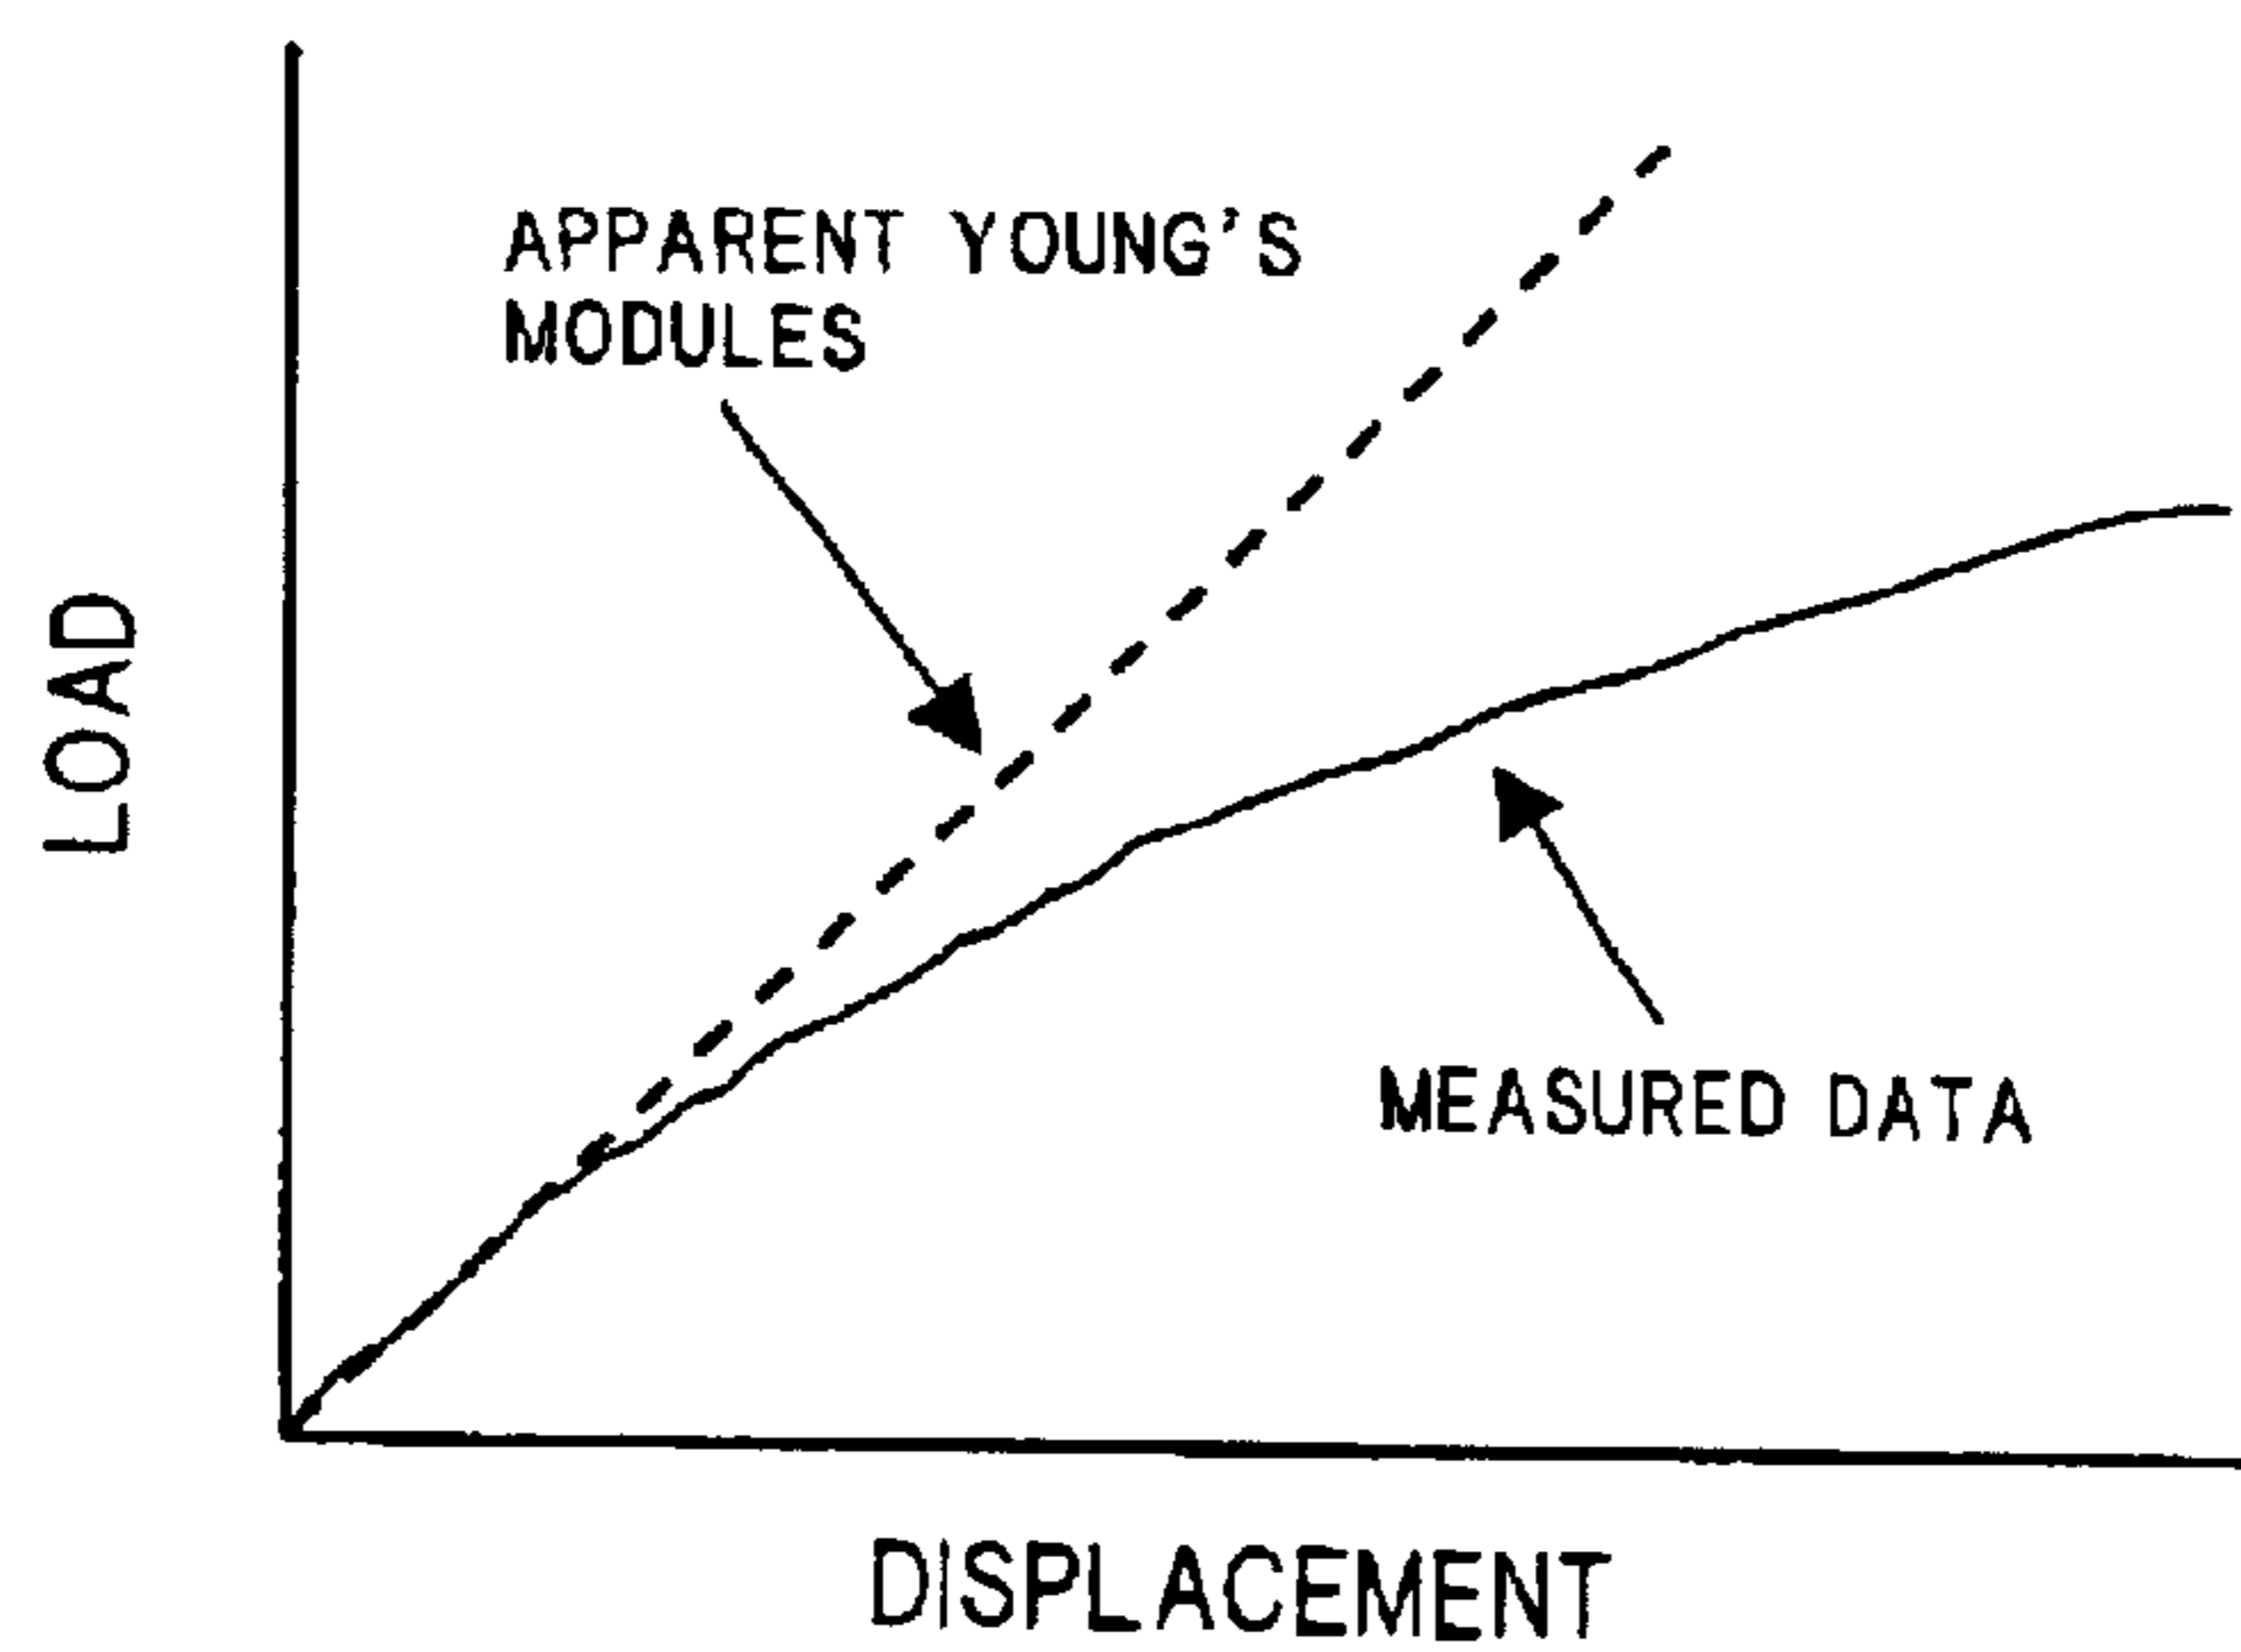 APPARENT YOUNG'S
MODULES
LOAD
MEASURED DATA
DISPLACEMENT